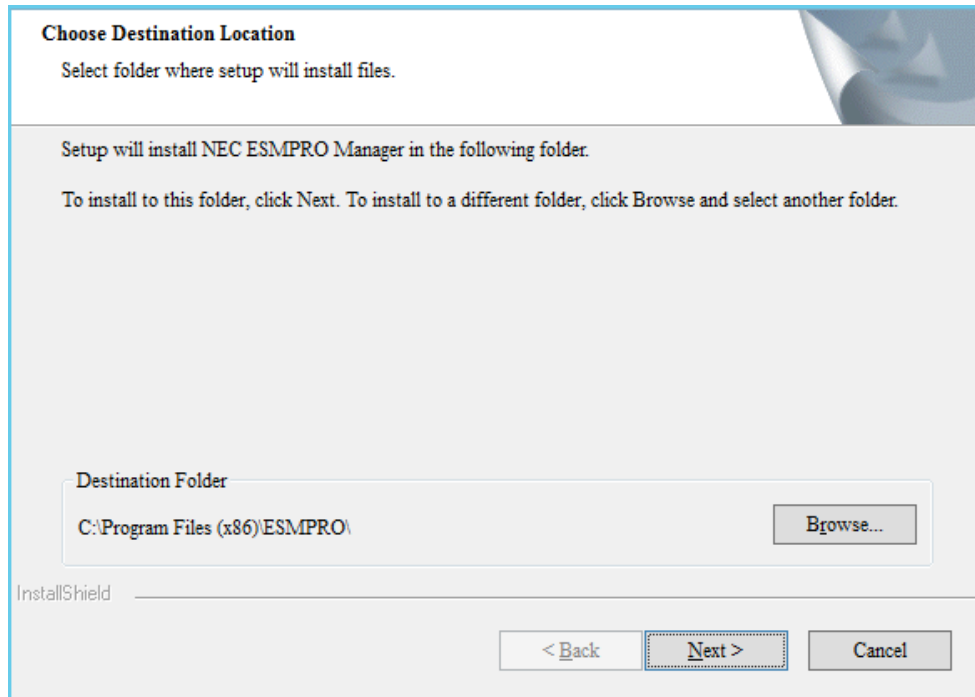 Choose Destination Location
Select folder where setup will install files.
Setup will install NEC ESMPRO Manager in the following folder.
To install to this folder, click Next. To install to a different folder, click Browse and select another folder.
Destination Folder
C:\Program Files (x86)\ESMPRO\
Browse...
InstallShield
< Back
Next >
Cancel